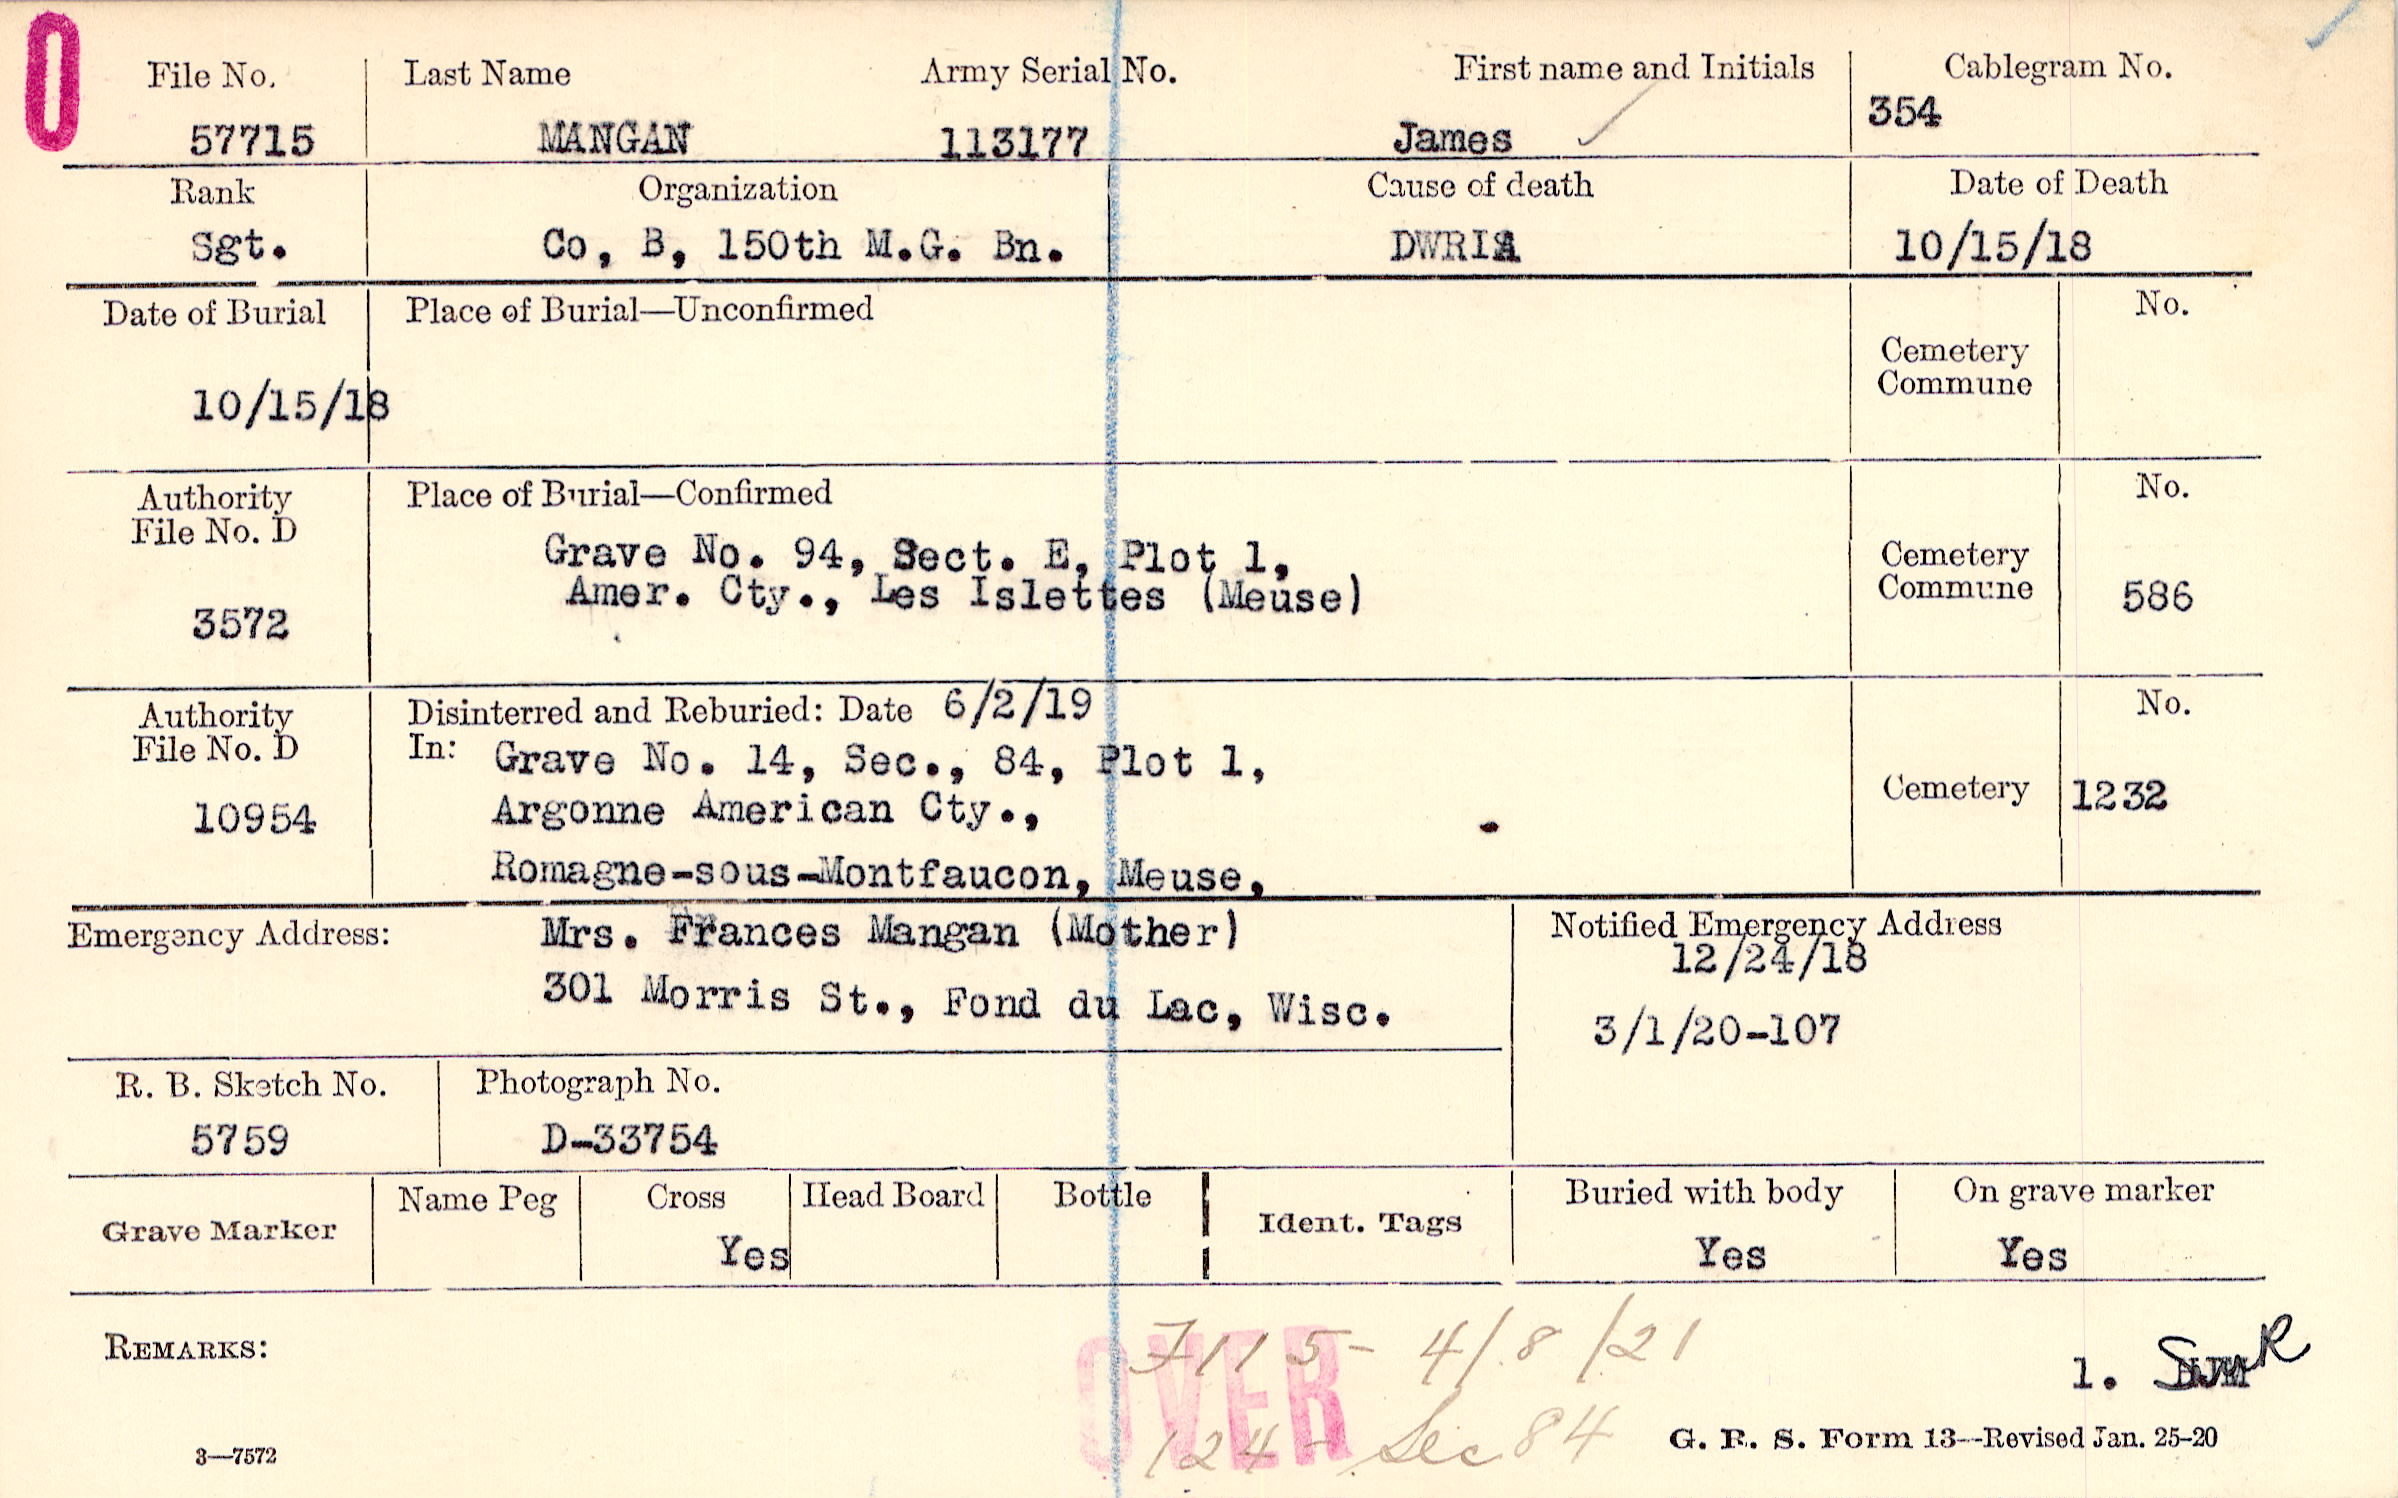 0
File No. Last Name Army Serial No. First name and Initials Cablegram No.
57715 MANGAN 113177 James 354
Rank Organization Cause of death Date of Death
Sgt. Co, B, 150th M.G. Bn. DWRIA 10/15/18
Date of Burial Place of Burial—Unconfirmed No.
Cemetery
Commune
10/15/18
Authority Place of Burial—Confirmed No.
File No. D
Grave No. 94, Sect. E, Plot 1, Cemetery
Amer. Cty., Les Islettes (Meuse) Commune 586
3572
Authority Disinterred and Reburied: Date 6/2/19 No.
File No. D In: Grave No. 14, Sec., 84, Plot 1,
10954 Argonne American Cty., Cemetery 1232
Romagne-sous-Montfaucon, Meuse,
Emergency Address: Mrs. Frances Mangan (Mother) Notified Emergency Address
12/24/18
301 Morris St., Fond du Lac, Wisc.
3/1/20-107
R. B. Sketch No. Photograph No.
5759 D-33754
Grave Marker Name Peg Cross Head Board Bottle Ident. Tags Buried with body On grave marker
Yes Yes Yes
REMARKS: 7115- 4/8/21
OVER
1.
124- Sec 84
3—7572 G. R. S. Form 13--Revised Jan. 25-20